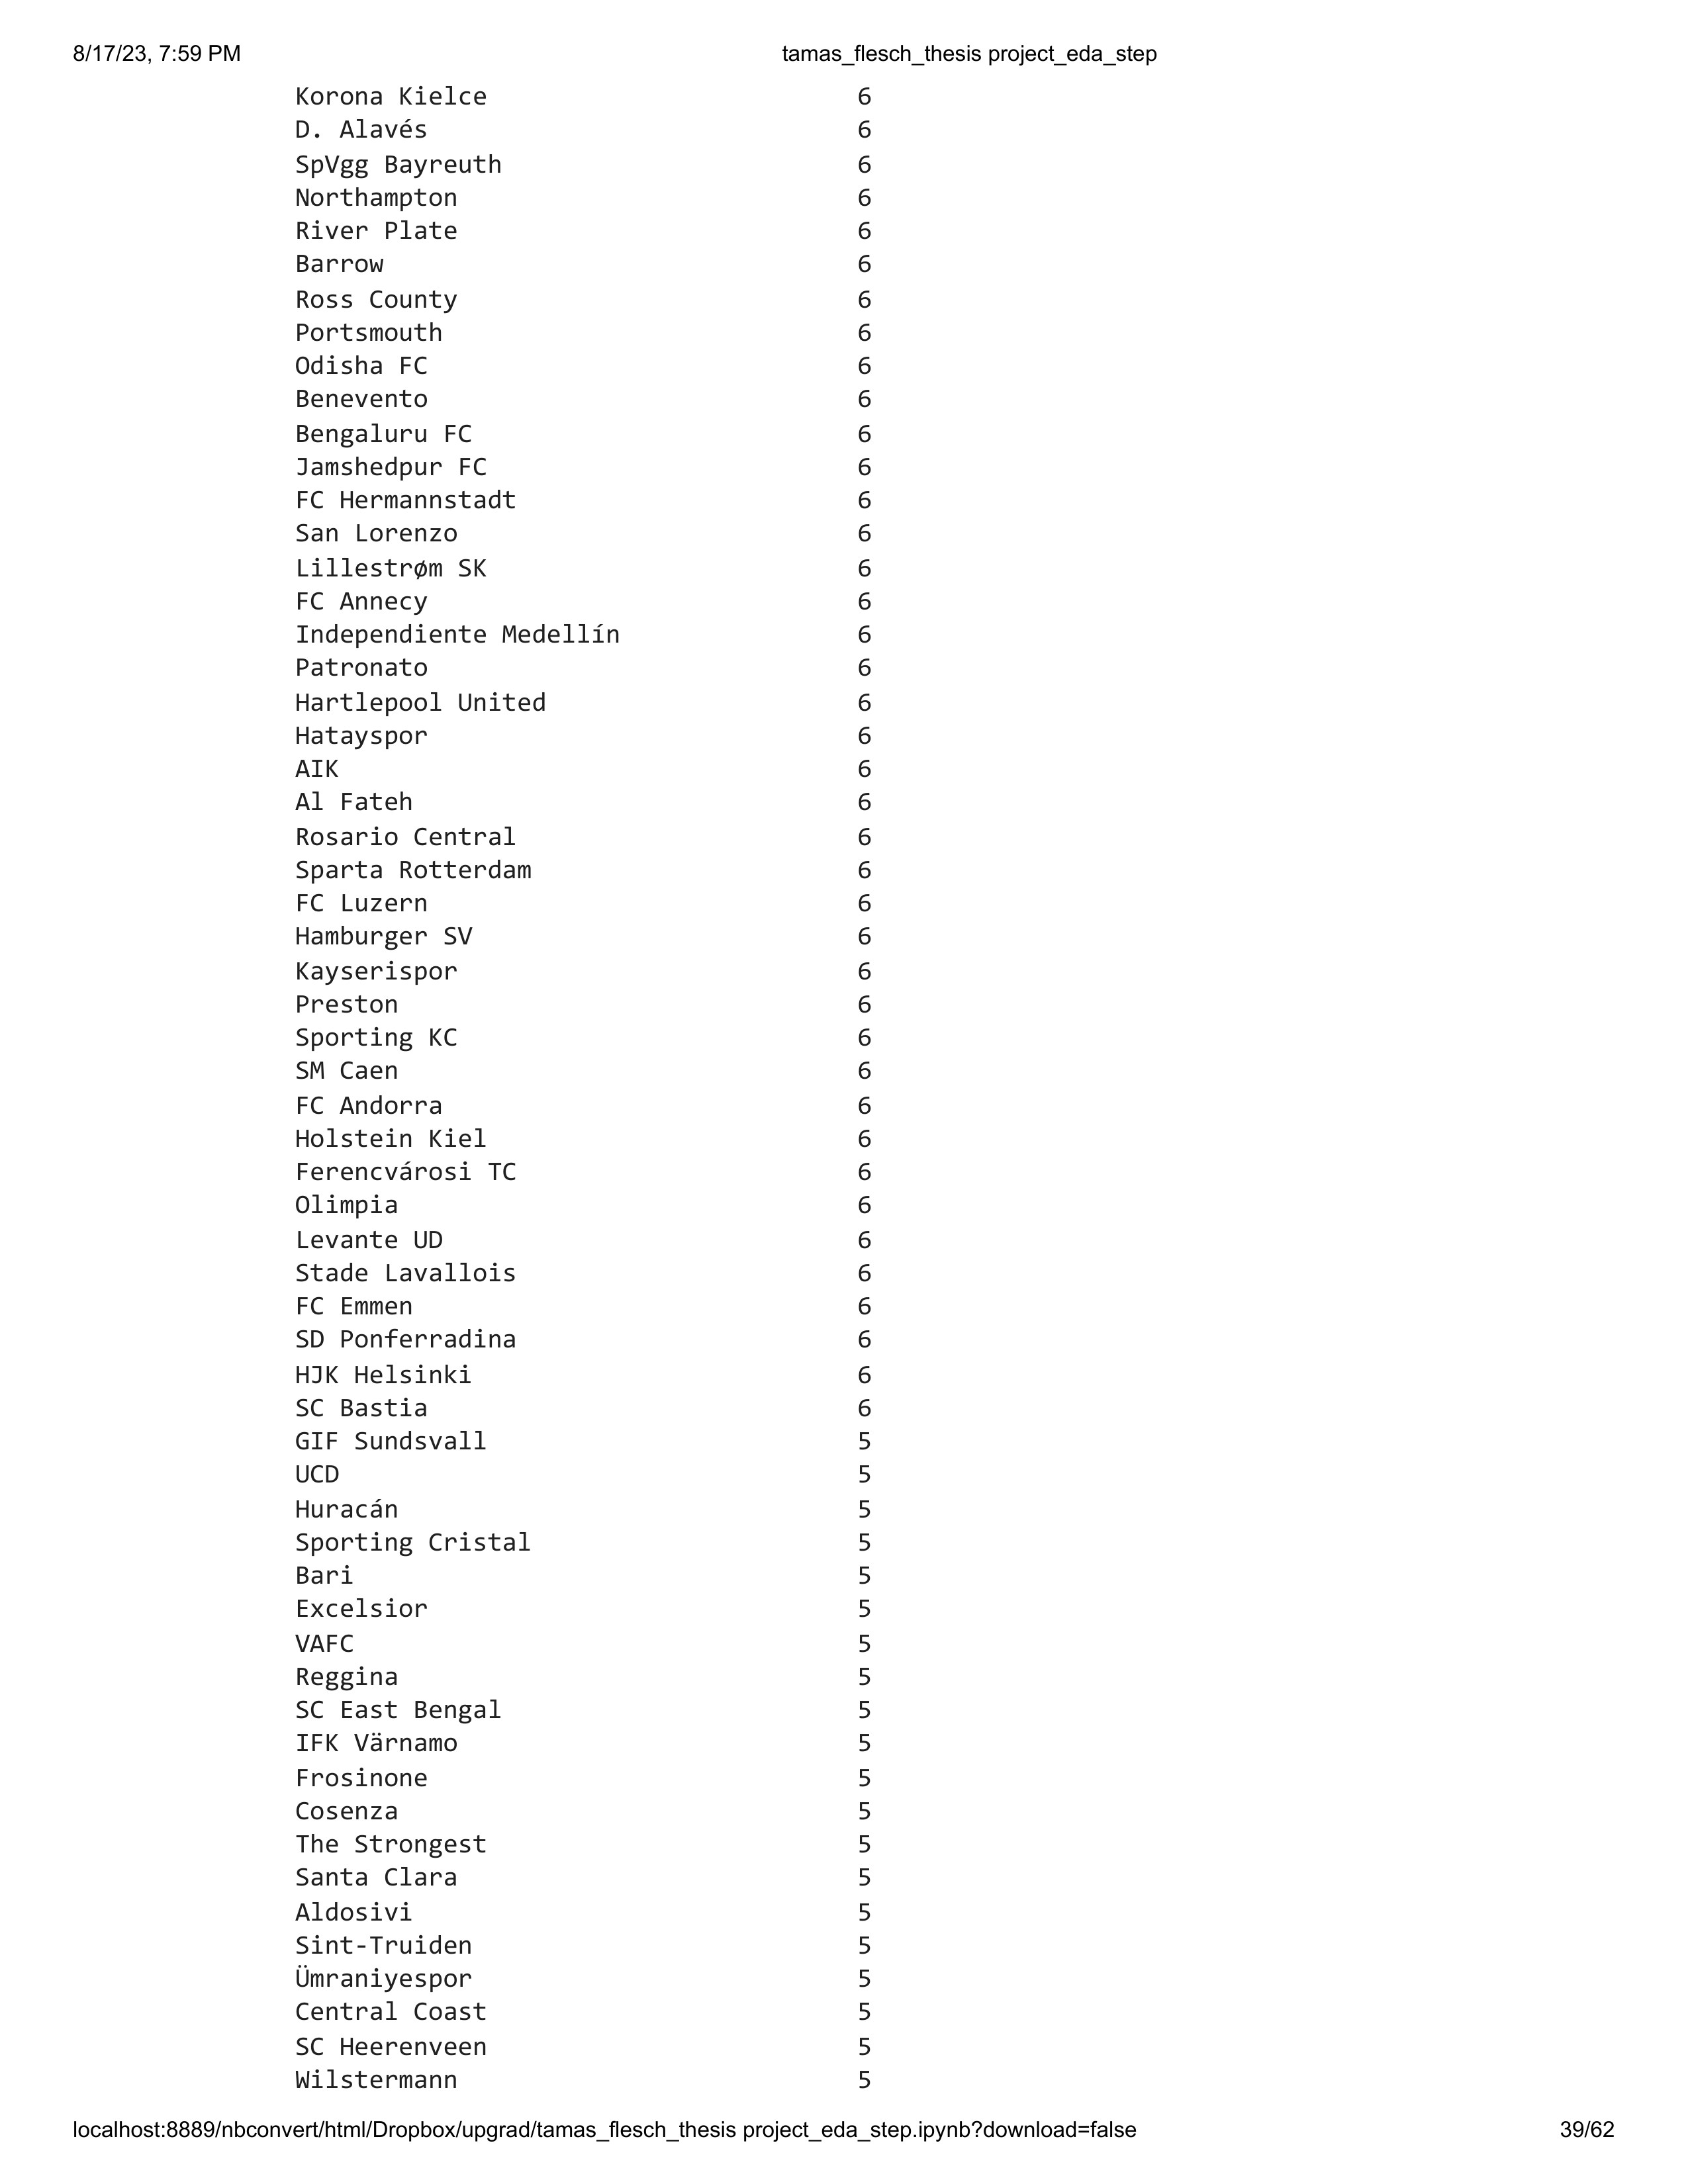 8/17/23, 7:59 PM tamas_flesch_thesis project_eda_step
Korona Kielce 6
D. Alavés 6
SpVgg Bayreuth 6
Northampton 6
River Plate 6
Barrow 6
Ross County 6
Portsmouth 6
Odisha FC 6
Benevento 6
Bengaluru FC 6
Jamshedpur FC 6
FC Hermannstadt 6
San Lorenzo 6
Lillestrøm SK 6
FC Annecy 6
Independiente Medellín 6
Patronato 6
Hartlepool United 6
Hatayspor 6
AIK 6
Al Fateh 6
Rosario Central 6
Sparta Rotterdam 6
FC Luzern 6
Hamburger SV 6
Kayserispor 6
Preston 6
Sporting KC 6
SM Caen 6
FC Andorra 6
Holstein Kiel 6
Ferencvárosi TC 6
Olimpia 6
Levante UD 6
Stade Lavallois 6
FC Emmen 6
SD Ponferradina 6
HJK Helsinki 6
SC Bastia 6
GIF Sundsvall 5
UCD 5
Huracán 5
Sporting Cristal 5
Bari 5
Excelsior 5
VAFC 5
Reggina 5
SC East Bengal 5
IFK Värnamo 5
Frosinone 5
Cosenza 5
The Strongest 5
Santa Clara 5
Aldosivi 5
Sint-Truiden 5
Ümraniyespor 5
Central Coast 5
SC Heerenveen 5
Wilstermann 5
localhost:8889/nbconvert/html/Dropbox/upgrad/tamas_flesch_thesis project_eda_step.ipynb?download=false 39/62